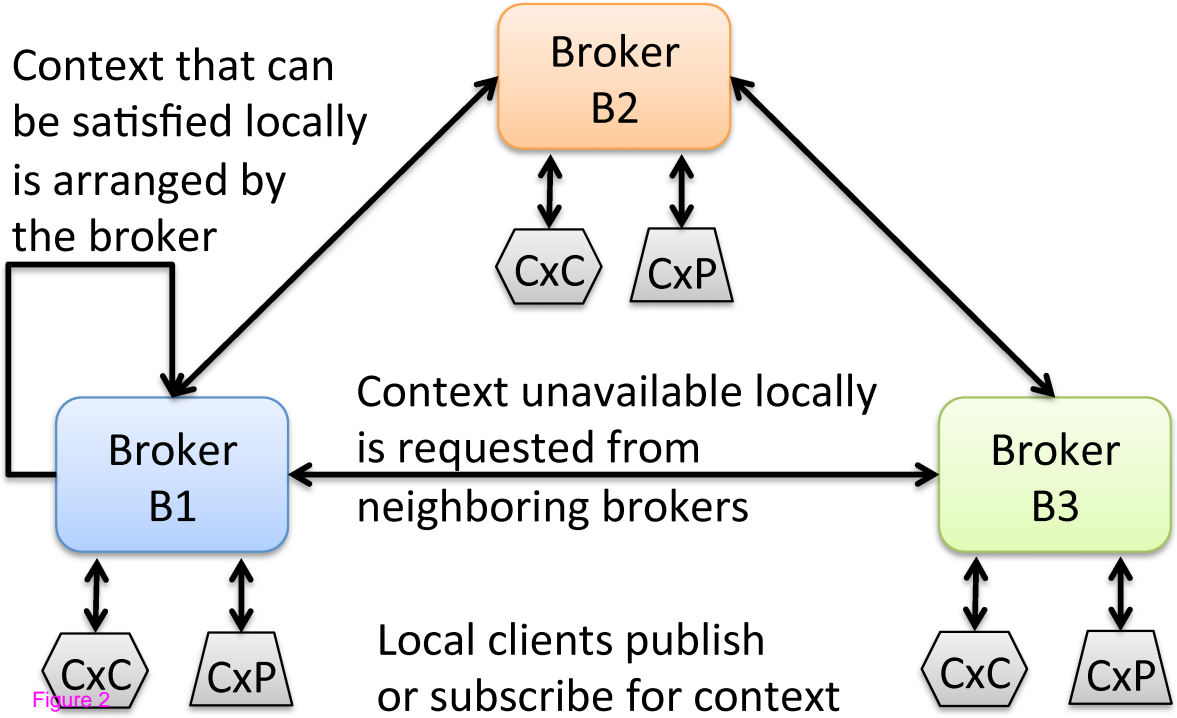 Broker
B2
Context that can
be satisfied locally
is arranged by
the broker
CxC
CxP
Context unavailable locally
is requested from
neighboring brokers
Broker
B1
Broker
B3
CxC
CxP
Local clients publish
or subscribe for context
CxC
CxP
Figure 2